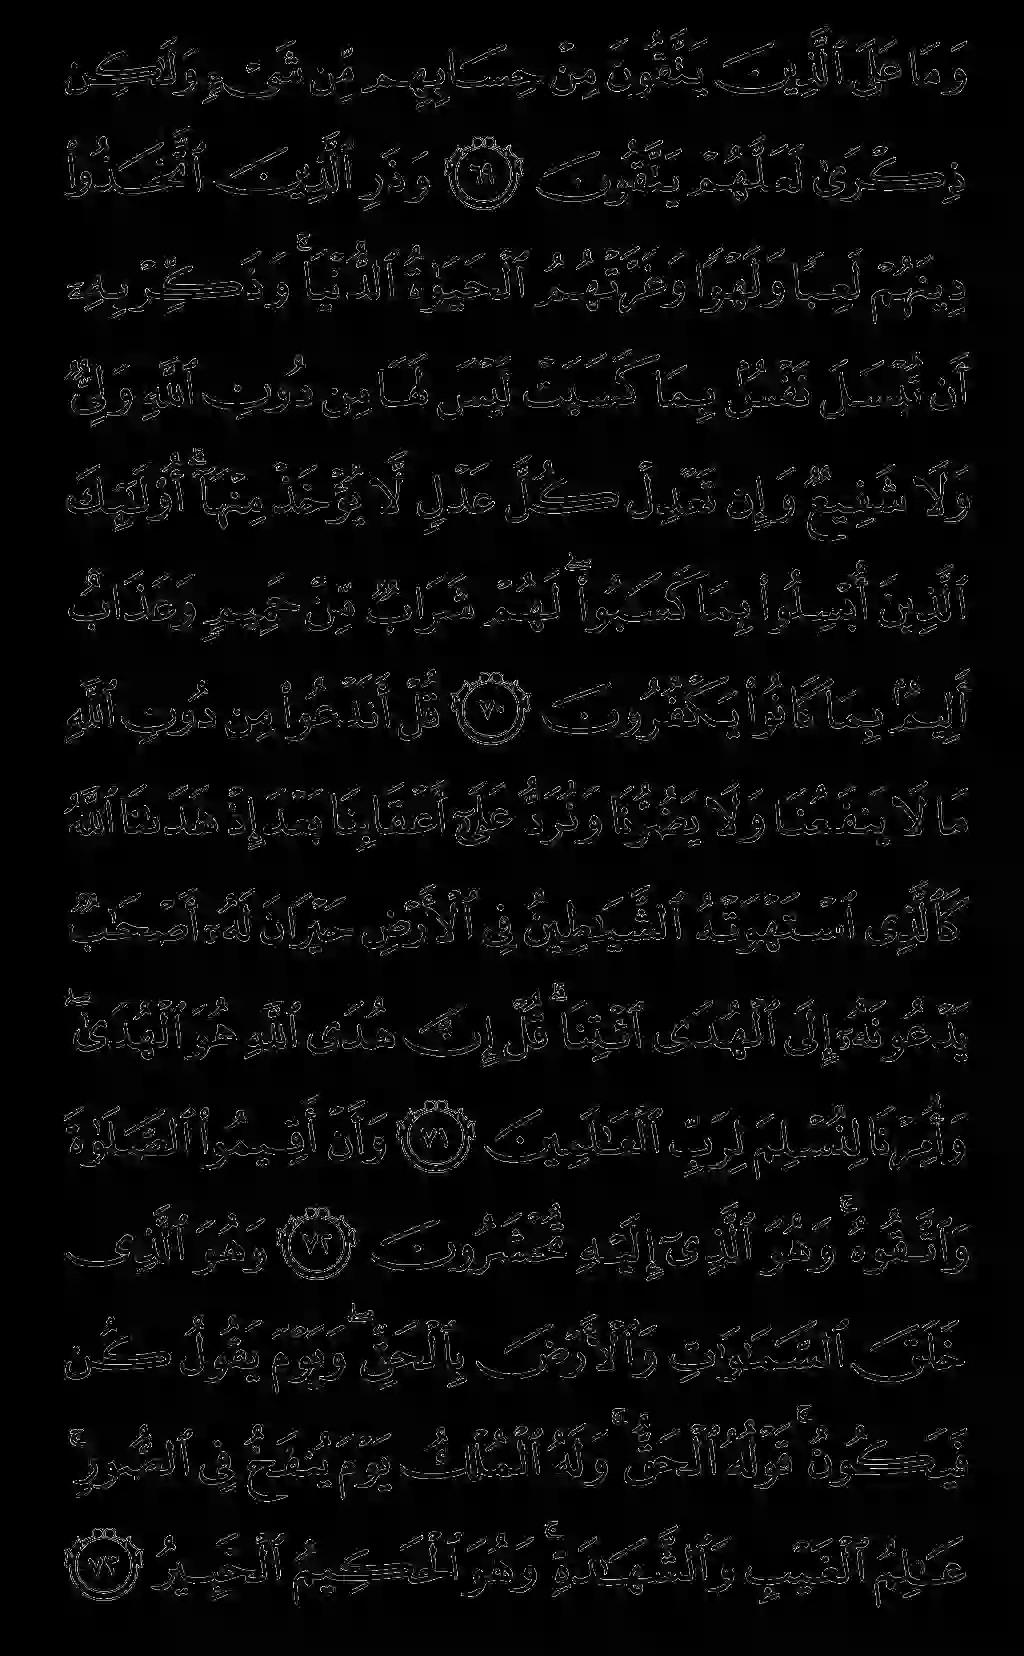 وَمَا عَلَى ٱلَّذِينَ يَتَّقُونَ مِنْ حِسَابِهِم مِّن شَىْءٍ وَلَـٰكِن
ذِكْرَىٰ لَعَلَّهُمْ يَتَّقُونَ ٦٩ وَذَرِ ٱلَّذِينَ ٱتَّخَذُوا۟
دِينَهُمْ لَعِبًا وَلَهْوًا وَغَرَّتْهُمُ ٱلْحَيَوٰةُ ٱلدُّنْيَا ۚ وَذَكِّرْ بِهِۦٓ
أَن تُبْسَلَ نَفْسٌۢ بِمَا كَسَبَتْ لَيْسَ لَهَا مِن دُونِ ٱللَّهِ وَلِىٌّ
وَلَا شَفِيعٌ وَإِن تَعْدِلْ كُلَّ عَدْلٍ لَّا يُؤْخَذْ مِنْهَآ ۗ أُو۟لَـٰٓئِكَ
ٱلَّذِينَ أُبْسِلُوا۟ بِمَا كَسَبُوا۟ ۖ لَهُمْ شَرَابٌ مِّنْ حَمِيمٍ وَعَذَابٌ
أَلِيمٌۢ بِمَا كَانُوا۟ يَكْفُرُونَ ٧٠ قُلْ أَنَدْعُوا۟ مِن دُونِ ٱللَّهِ
مَا لَا يَنفَعُنَا وَلَا يَضُرُّنَا وَنُرَدُّ عَلَىٰٓ أَعْقَابِنَا بَعْدَ إِذْ هَدَىٰنَا ٱللَّهُ
كَٱلَّذِى ٱسْتَهْوَتْهُ ٱلشَّيَـٰطِينُ فِى ٱلْأَرْضِ حَيْرَانَ لَهُۥٓ أَصْحَـٰبٌ
يَدْعُونَهُۥٓ إِلَى ٱلْهُدَى ٱئْتِنَا ۗ قُلْ إِنَّ هُدَى ٱللَّهِ هُوَ ٱلْهُدَىٰ ۖ
وَأُمِرْنَا لِنُسْلِمَ لِرَبِّ ٱلْعَـٰلَمِينَ ٧١ وَأَنْ أَقِيمُوا۟ ٱلصَّلَوٰةَ
وَٱتَّقُوهُ ۚ وَهُوَ ٱلَّذِىٓ إِلَيْهِ تُحْشَرُونَ ٧٢ وَهُوَ ٱلَّذِى
خَلَقَ ٱلسَّمَـٰوَٰتِ وَٱلْأَرْضَ بِٱلْحَقِّ ۖ وَيَوْمَ يَقُولُ كُن
فَيَكُونُ ۚ قَوْلُهُ ٱلْحَقُّ ۚ وَلَهُ ٱلْمُلْكُ يَوْمَ يُنفَخُ فِى ٱلصُّورِ ۚ
عَـٰلِمُ ٱلْغَيْبِ وَٱلشَّهَـٰدَةِ ۚ وَهُوَ ٱلْحَكِيمُ ٱلْخَبِيرُ ٧٣